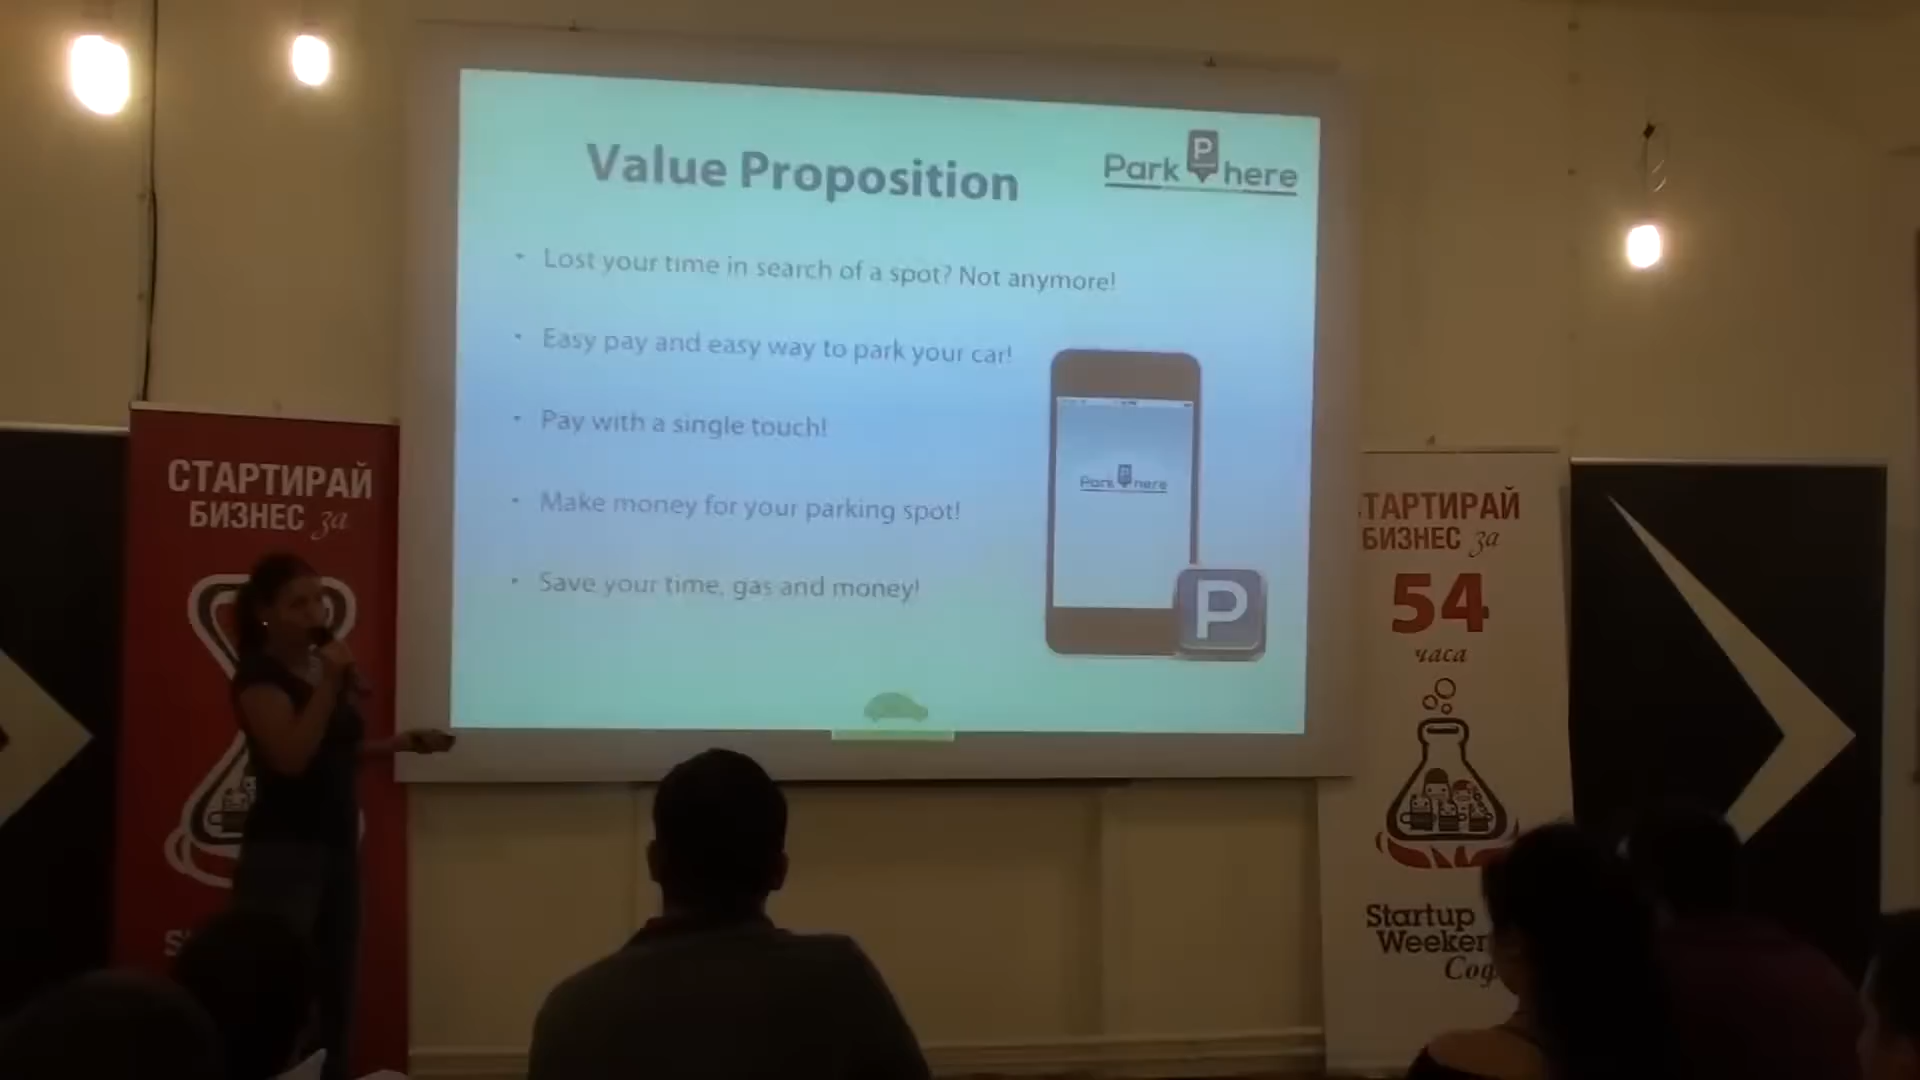 Value Proposition
Park P here
Lost your time in search of a spot? Not anymore!
Easy pay and easy way to park your car!
Pay with a single touch!
Make money for your parking spot!
Save your time, gas and money!
Park P here
P
СТАРТИРАЙ
БИЗНЕС за
ТАРТИРАЙ
БИЗНЕС за
54
часа
Startup
Weeken
Соф